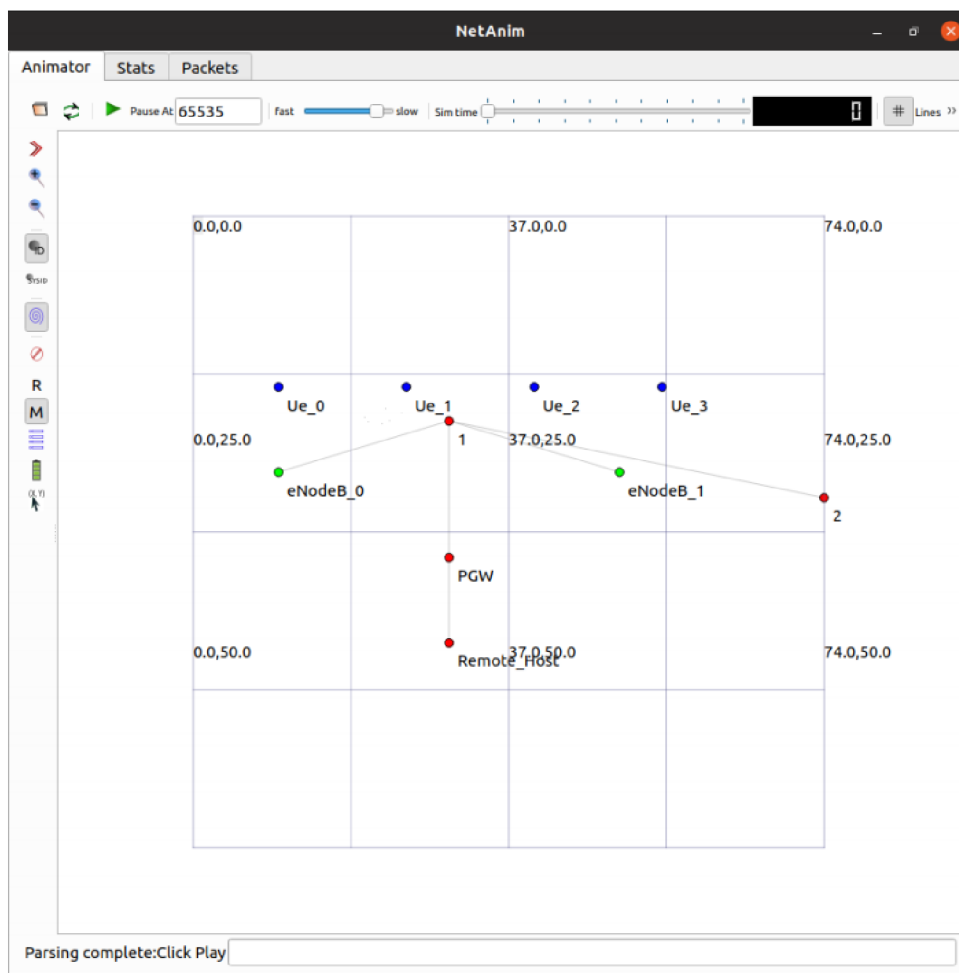 NetAnim
Animator Stats Packets
Pause At 65535 Fast slow Sim time 0 # Lines »
ID
SYSID
R
M
(X,Y)
0.0,0.0 37.0,0.0 74.0,0.0
Ue_0 Ue_1 Ue_2 Ue_3
0.0,25.0 1 37.0,25.0 74.0,25.0
eNodeB_0 eNodeB_1
2
PGW
0.0,50.0 37.0,50.0 74.0,50.0
Remote_Host
Parsing complete:Click Play